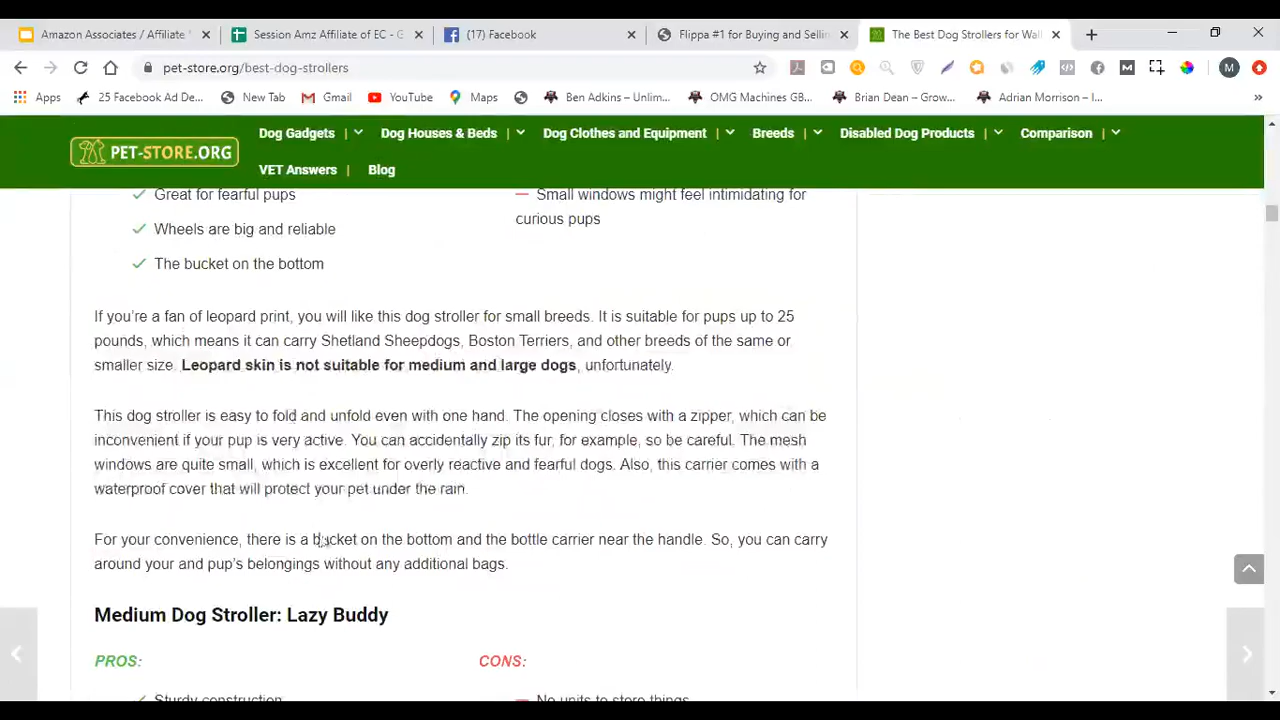 Amazon Associates / Affiliate
Session Amz Affiliate of EC - G
(17) Facebook
Flippa #1 for Buying and Sellin
The Best Dog Strollers for Wal
pet-store.org/best-dog-strollers
M
Apps
25 Facebook Ad De...
New Tab
Gmail
YouTube
Maps
Ben Adkins – Unlim...
OMG Machines GB...
Brian Dean – Grow...
Adrian Morrison – I...
»
PET-STORE.ORG
Dog Gadgets | Dog Houses & Beds Dog Clothes and Equipment | Breeds | Disabled Dog Products | Comparison |
VET Answers | Blog
Great for fearful pups
Small windows might feel intimidating for
curious pups
Wheels are big and reliable
The bucket on the bottom
If you're a fan of leopard print, you will like this dog stroller for small breeds. It is suitable for pups up to 25
pounds, which means it can carry Shetland Sheepdogs, Boston Terriers, and other breeds of the same or
smaller size. Leopard skin is not suitable for medium and large dogs, unfortunately.
This dog stroller is easy to fold and unfold even with one hand. The opening closes with a zipper, which can be
inconvenient if your pup is very active. You can accidentally zip its fur, for example, so be careful. The mesh
windows are quite small, which is excellent for overly reactive and fearful dogs. Also, this carrier comes with a
waterproof cover that will protect your pet under the rain.
For your convenience, there is a bucket on the bottom and the bottle carrier near the handle. So, you can carry
around your and pup's belongings without any additional bags.
Medium Dog Stroller: Lazy Buddy
PROS:
CONS:
Sturdy construction
No units to store things